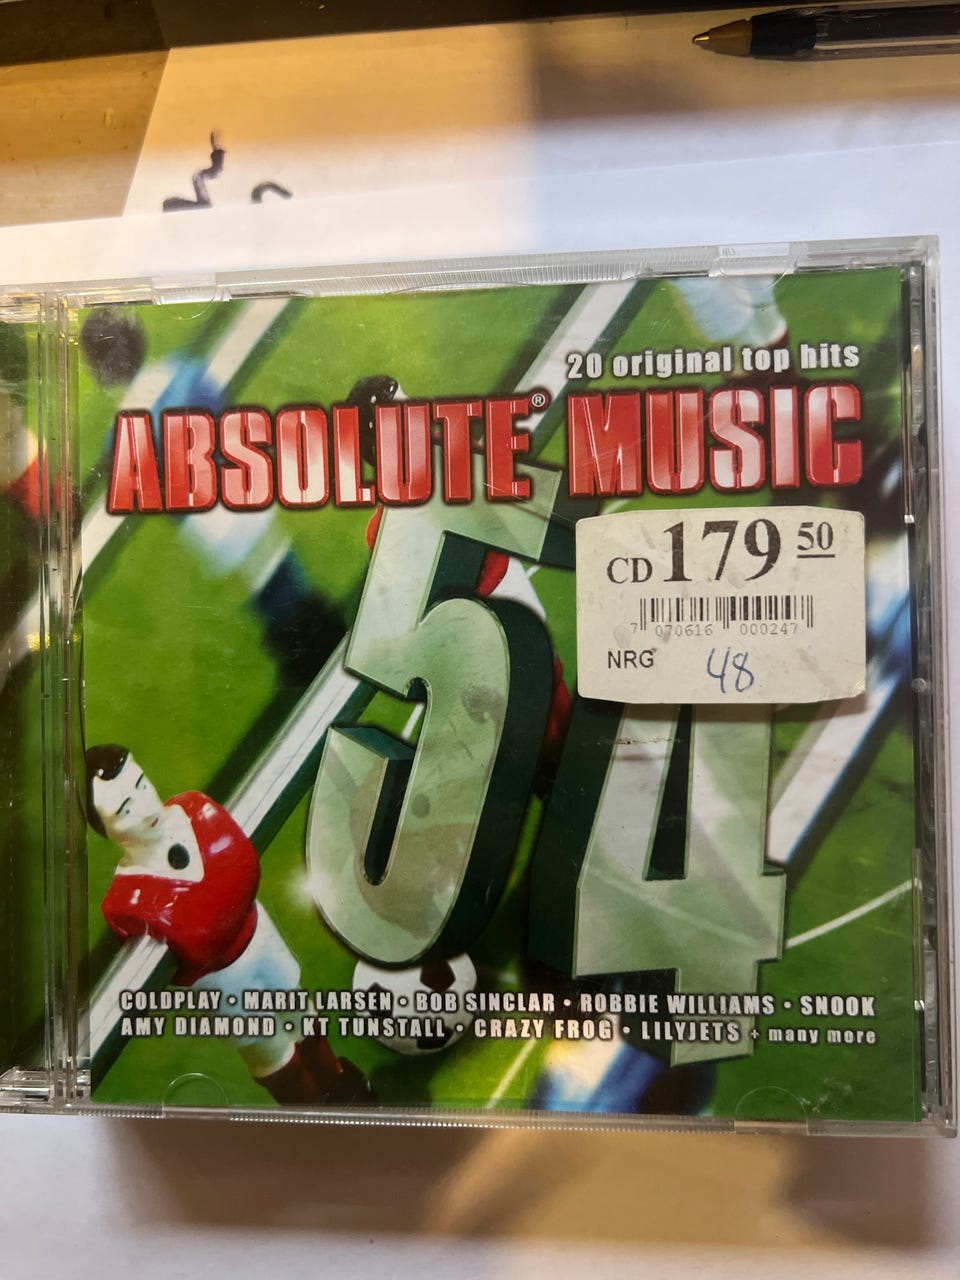 20 original top hits
ABSOLUTE® MUSIC
54
CD 179 50
7 070616 000247
NRG 48
COLDPLAY • MARIT LARSEN • BOB SINCLAR • ROBBIE WILLIAMS • SNOOK
AMY DIAMOND • KT TUNSTALL • CRAZY FROG • LILYJETS + many more